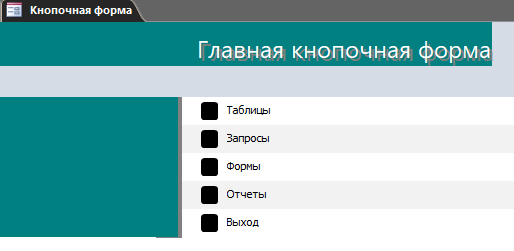 Кнопочная форма
Главная кнопочная форма
Таблицы
Запросы
Формы
Отчеты
Выход